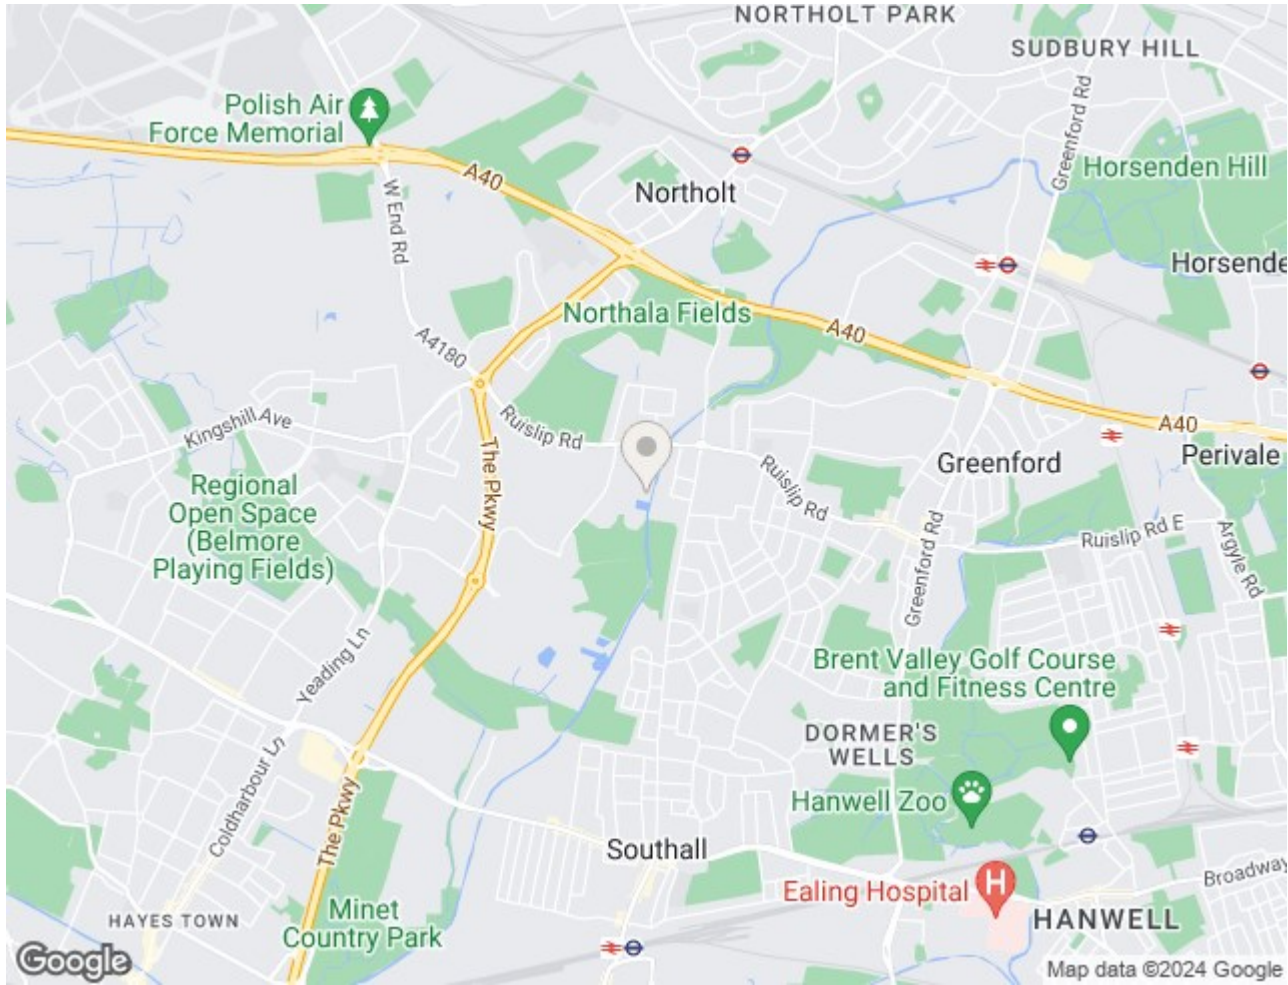 NORTHOLT PARK
SUDBURY HILL
Polish Air
Force Memorial
Greenford Rd
Horsenden Hill
A40
W End Rd
Northolt
Horsende
Northala Fields
A40
A4180
Kingshill Ave
Ruislip Rd
A40
Perivale
Greenford
The Pkwy
Ruislip Rd
Regional
Open Space
(Belmore
Playing Fields)
Greenford Rd
Ruislip Rd E
Argyle Rd
Yeading Ln
Brent Valley Golf Course
and Fitness Centre
DORMER'S
WELLS
Coldharbour Ln
The Pkwy
Hanwell Zoo
Southall
Ealing Hospital
H
Broadway
HAYES TOWN
Minet
Country Park
HANWELL
Google
Map data ©2024 Google